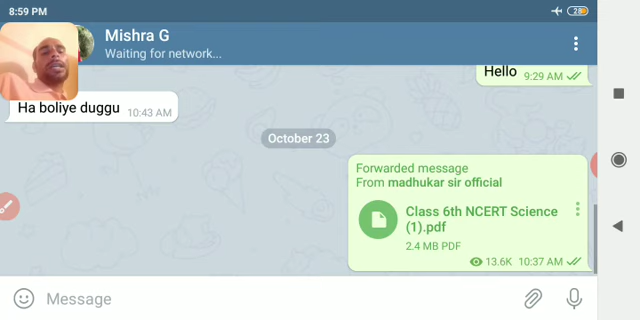 8:59 PM
28
Mishra G
Waiting for network...
Hello
9:29 AM
Ha boliye duggu
10:43 AM
October 23
Forwarded message
From madhukar sir official
Class 6th NCERT Science
(1).pdf
2.4 MB PDF
13.6K 10:37 AM
Message